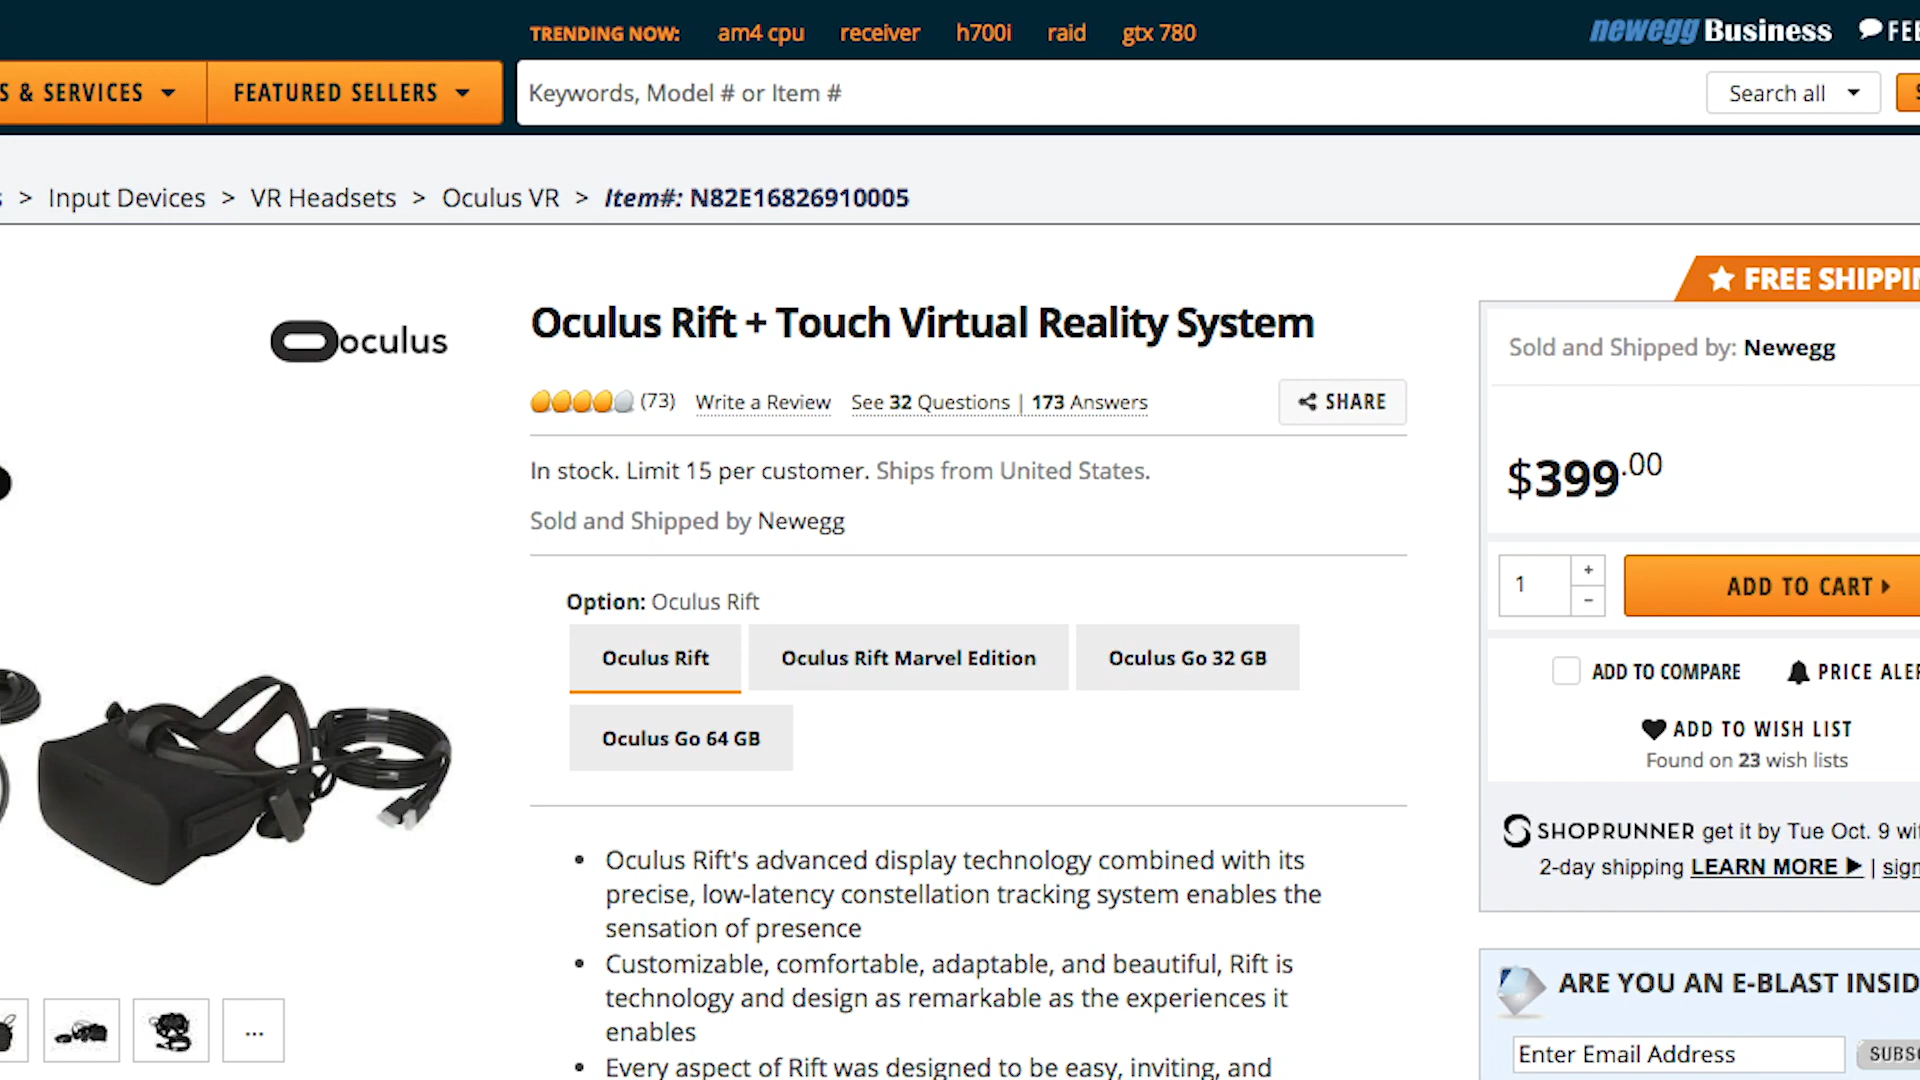 TRENDING NOW: am4 cpu receiver h700i raid gtx 780
newegg Business
S & SERVICES
FEATURED SELLERS
Keywords, Model # or Item #
Search all
> Input Devices > VR Headsets > Oculus VR > Item#: N82E16826910005
oculus
Oculus Rift + Touch Virtual Reality System
(73) Write a Review See 32 Questions | 173 Answers
SHARE
In stock. Limit 15 per customer. Ships from United States.
Sold and Shipped by Newegg
Option: Oculus Rift
Oculus Rift
Oculus Rift Marvel Edition
Oculus Go 32 GB
Oculus Go 64 GB
• Oculus Rift's advanced display technology combined with its
precise, low-latency constellation tracking system enables the
sensation of presence
• Customizable, comfortable, adaptable, and beautiful, Rift is
technology and design as remarkable as the experiences it
enables
• Every aspect of Rift was designed to be easy, inviting, and
...
FREE SHIPPIN
Sold and Shipped by: Newegg
$399.00
1
+
-
ADD TO CART
ADD TO COMPARE
PRICE ALE
ADD TO WISH LIST
Found on 23 wish lists
SHOPRUNNER get it by Tue Oct. 9 wi
2-day shipping LEARN MORE | sign
ARE YOU AN E-BLAST INSID
Enter Email Address
SUBS